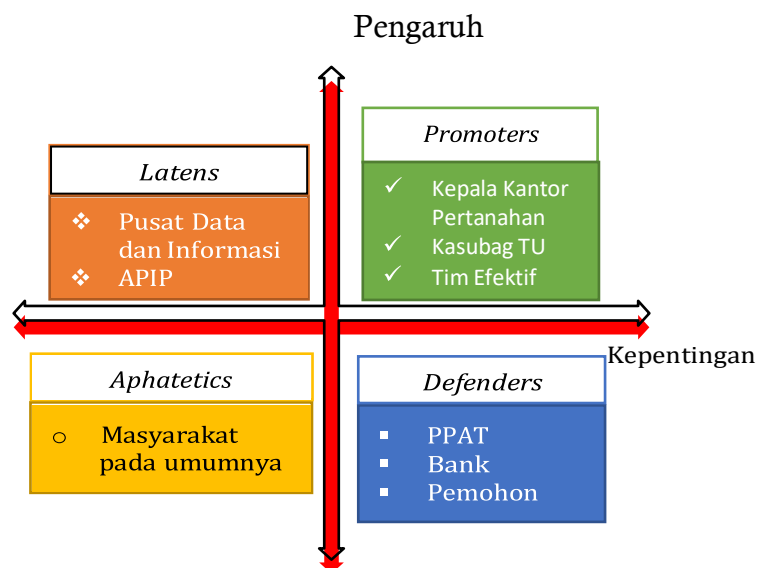 Pengaruh
Latens
❖ Pusat Data
dan Informasi
❖ APIP
Promoters
✓ Kepala Kantor
Pertanahan
✓ Kasubag TU
✓ Tim Efektif
Kepentingan
Aphatetics
o Masyarakat
pada umumnya
Defenders
▪ PPAT
▪ Bank
▪ Pemohon